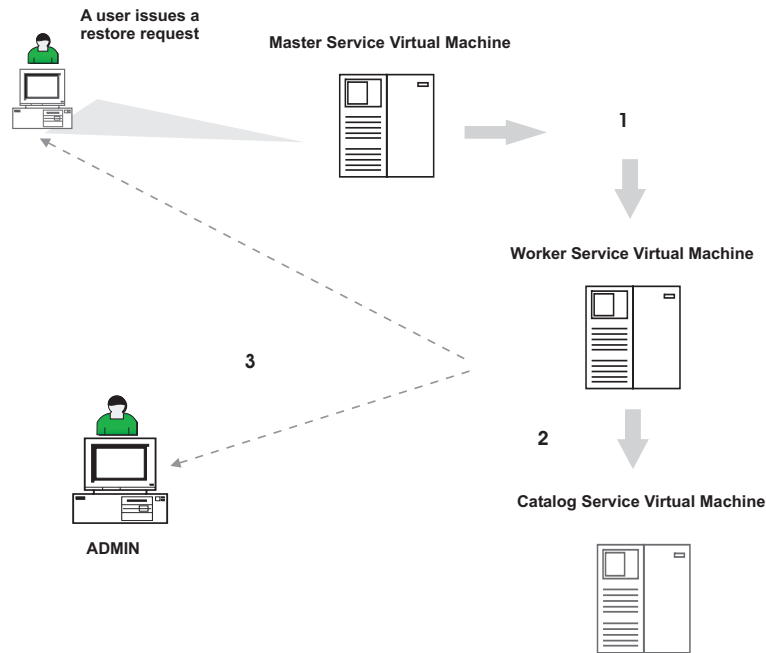 A user issues a
restore request
Master Service Virtual Machine
1
Worker Service Virtual Machine
3
2
Catalog Service Virtual Machine
ADMIN